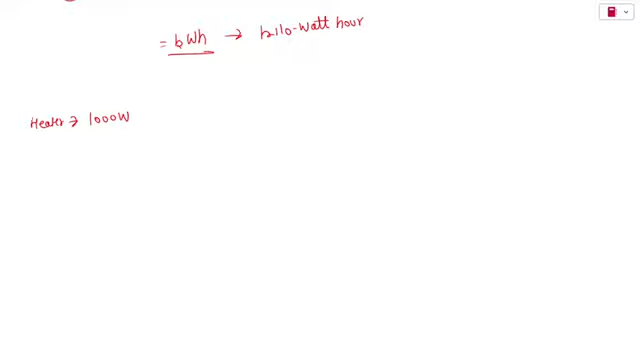 = kWh → kilo-Watt hour
Heater → 1000W